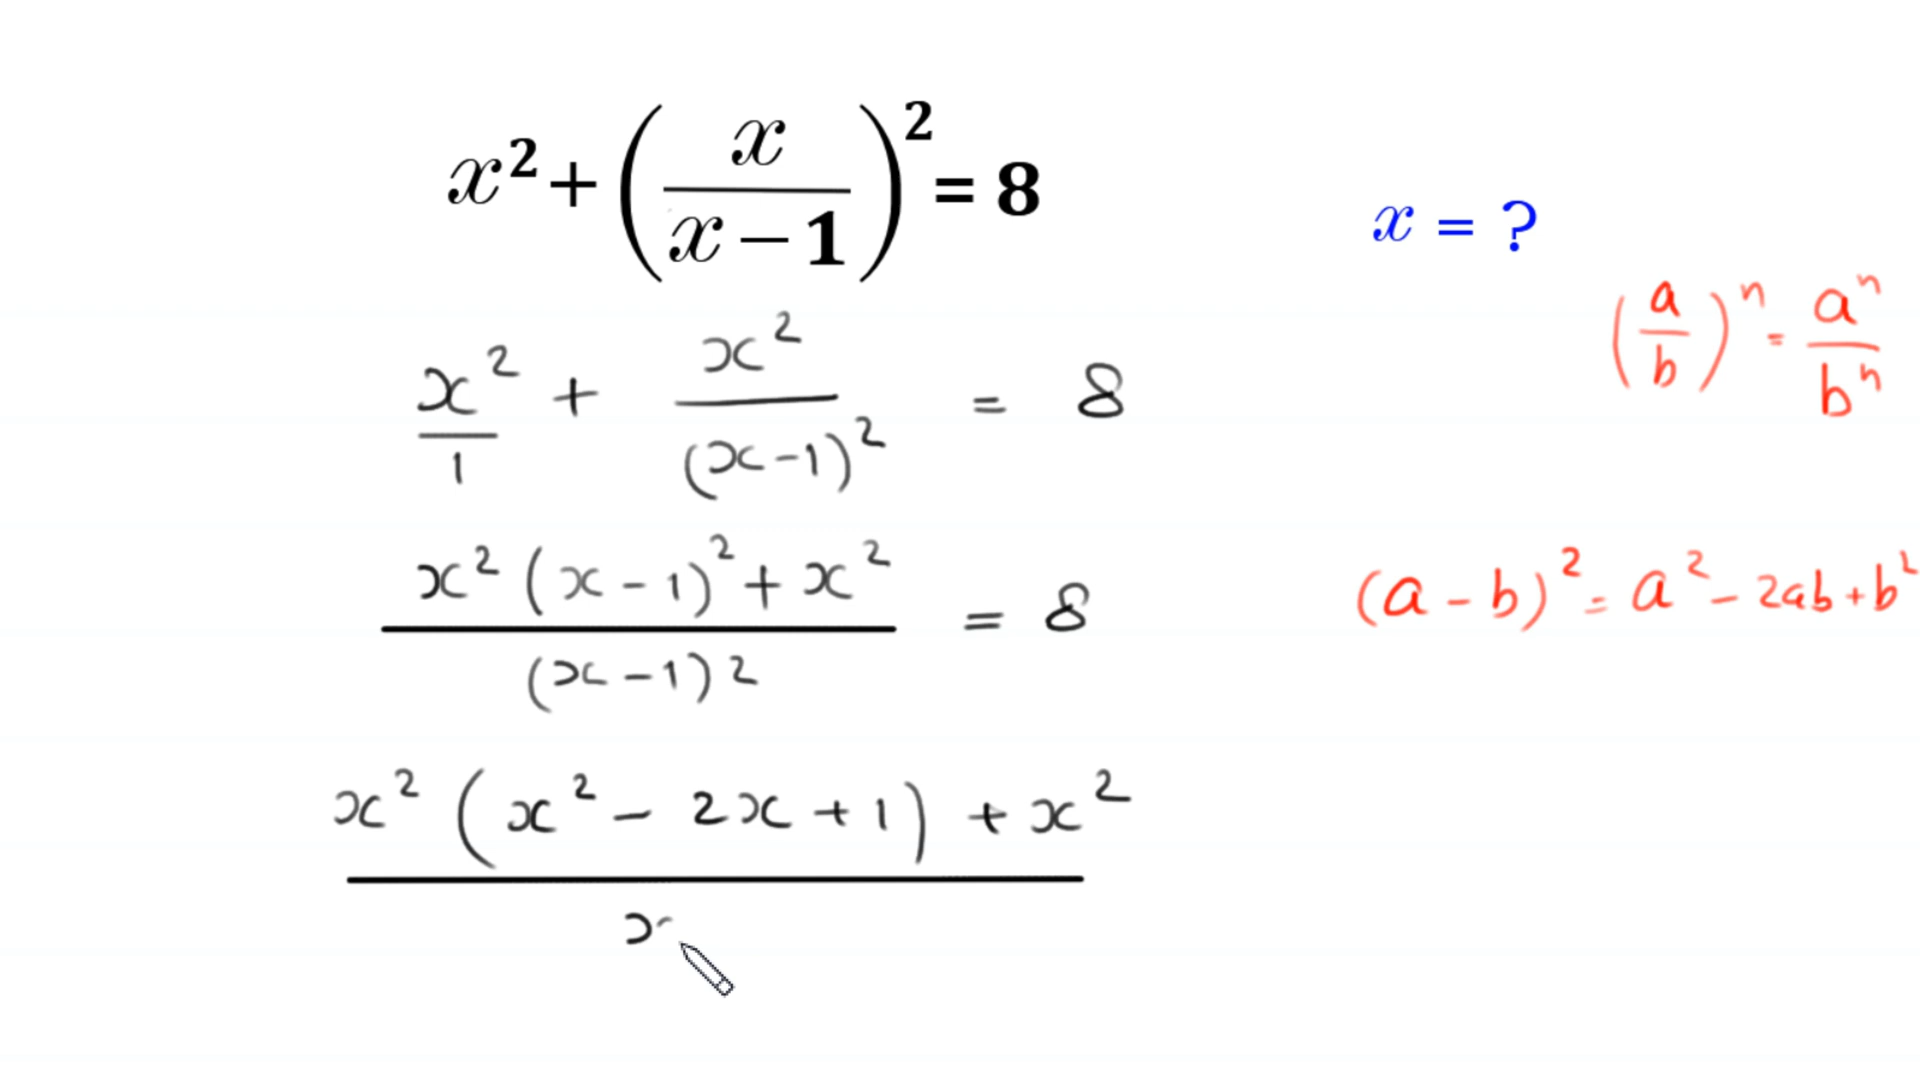 x² + (x / (x − 1))² = 8
x = ?
(a / b)ⁿ = aⁿ / bⁿ
x² / 1 + x² / (x − 1)² = 8
(x² (x − 1)² + x²) / (x − 1)² = 8
(a − b)² = a² − 2ab + b²
x² (x² − 2x + 1) + x²